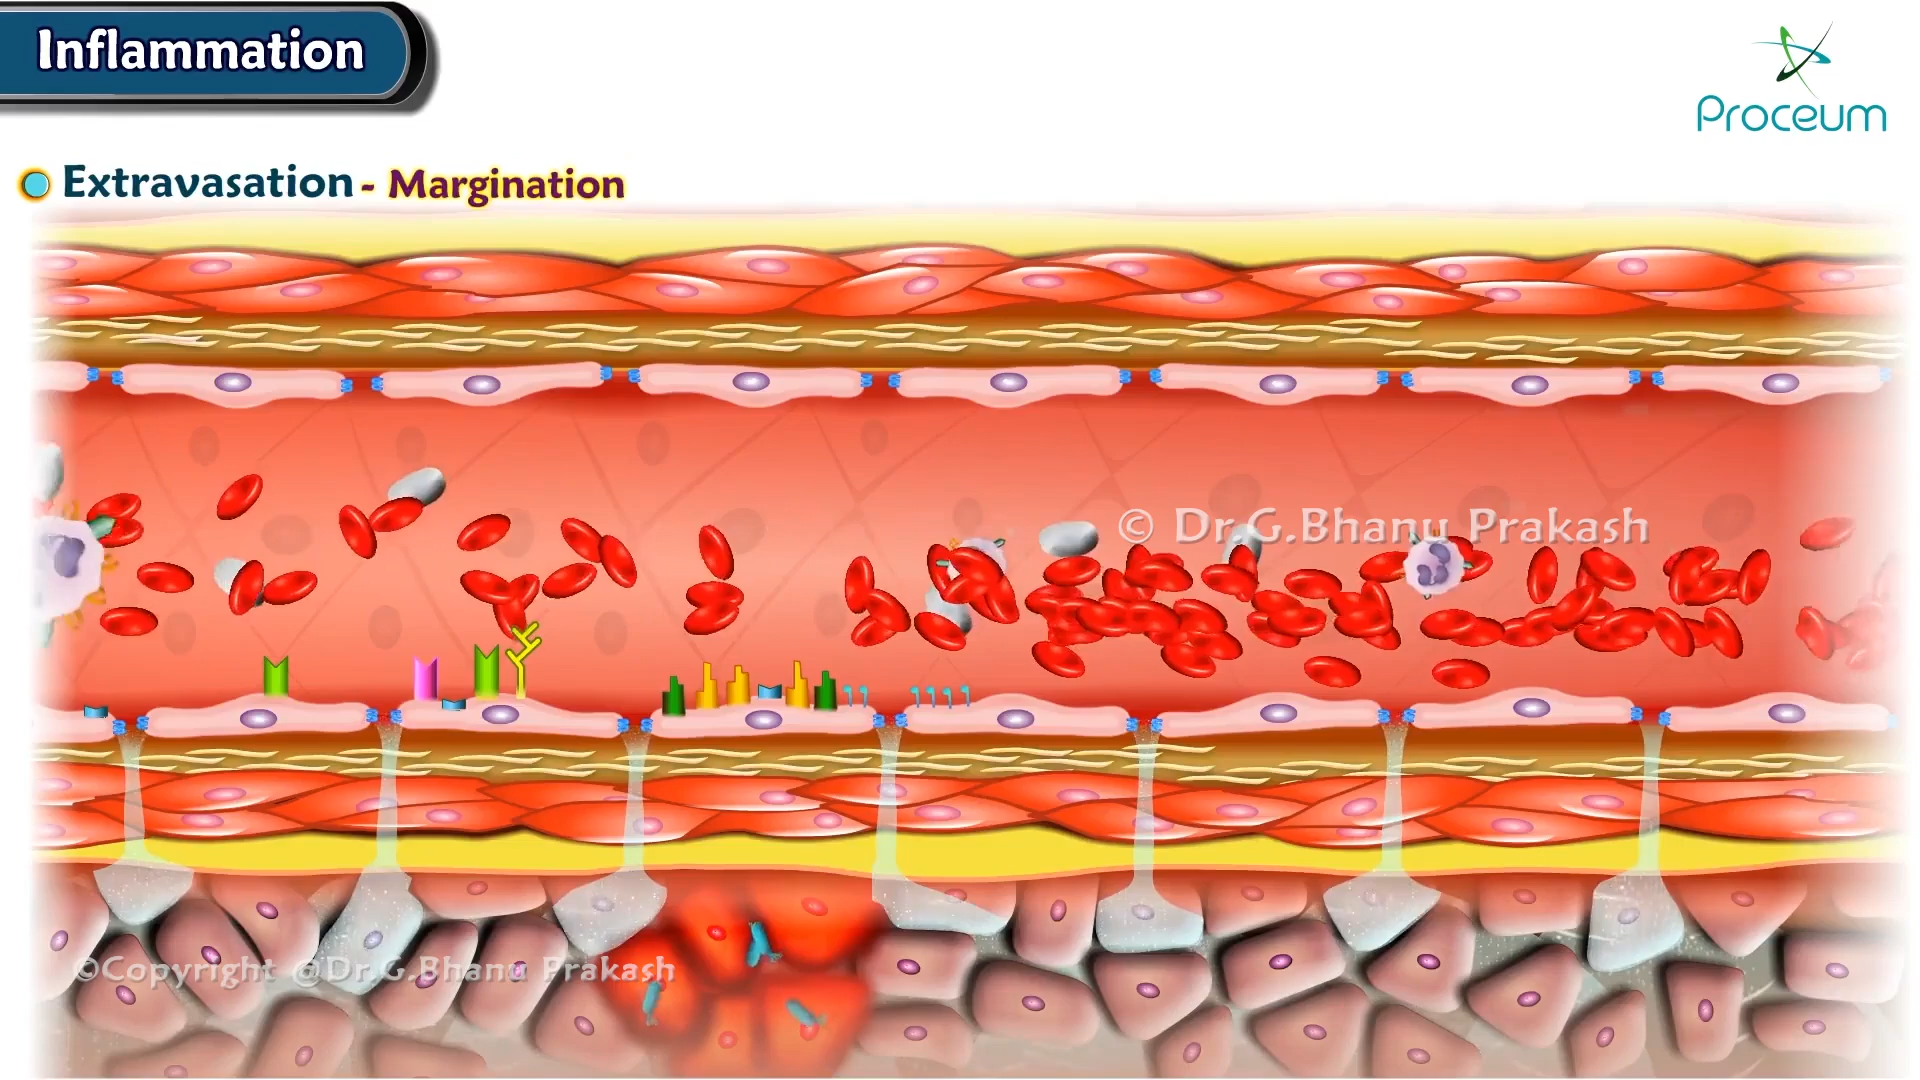 Inflammation
Proceum
Extravasation - Margination
© Dr.G.Bhanu Prakash
©Copyright @Dr.G.Bhanu Prakash